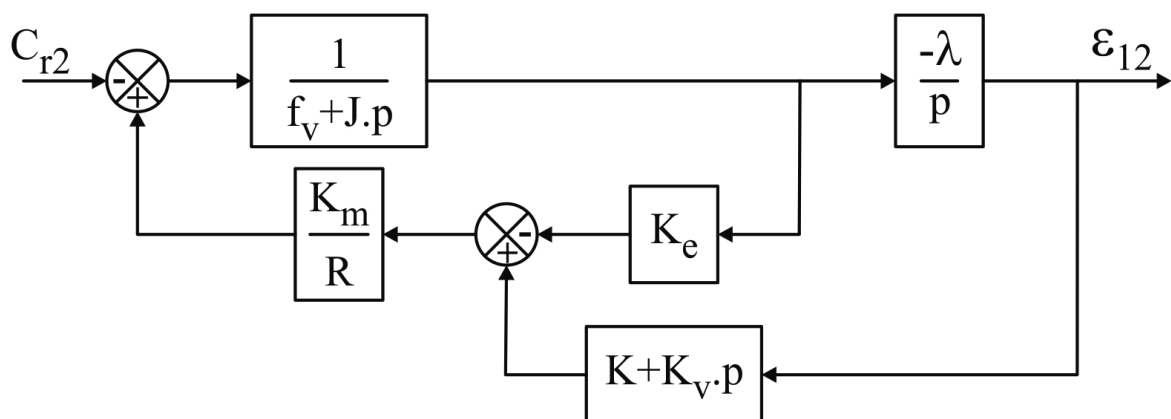 C_r2
-
+
1
f_v+J.p
-λ
p
ε_12
K_m
R
-
+
K_e
K+K_v.p